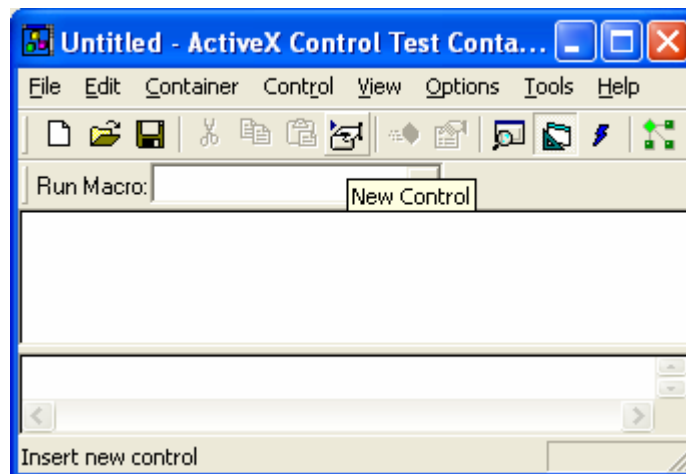 Untitled - ActiveX Control Test Conta...
File Edit Container Control View Options Tools Help
Run Macro:
New Control
Insert new control